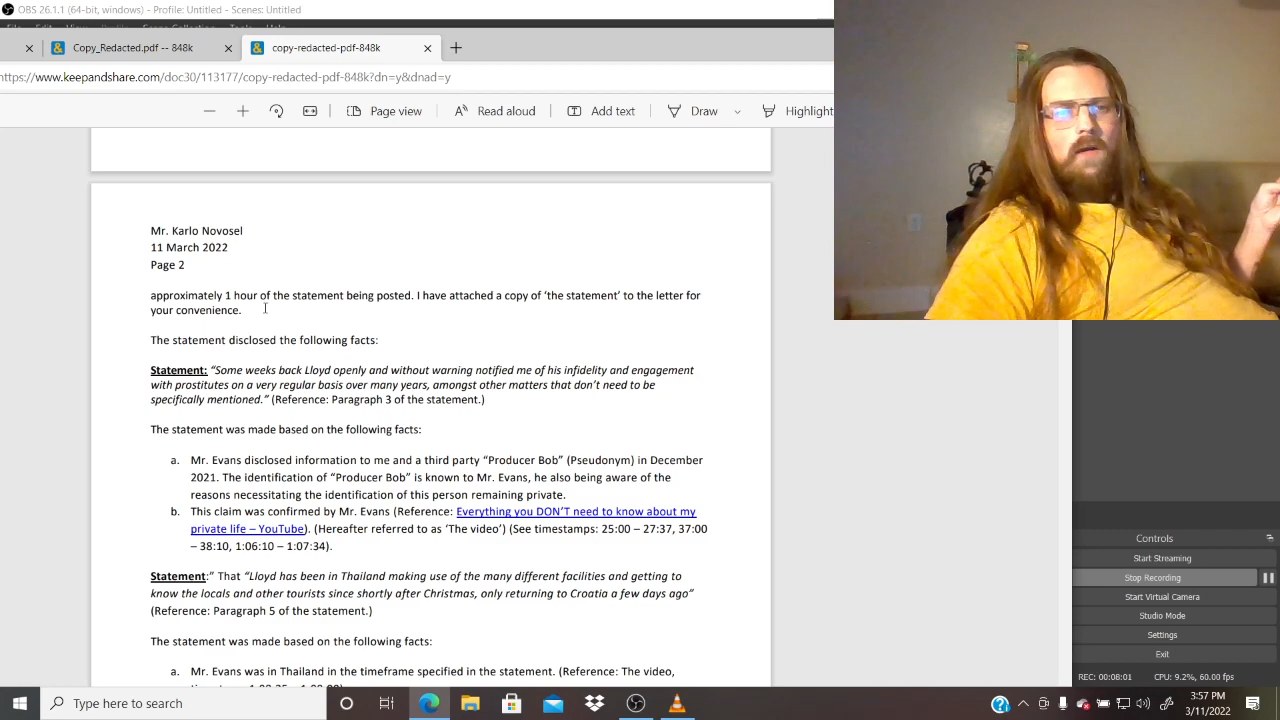 OBS 26.1.1 (64-bit, windows) - Profile: Untitled - Scenes: Untitled
File Edit View Scene Collection Tools Help
Copy_Redacted.pdf -- 848k
copy-redacted-pdf-848k
https://www.keepandshare.com/doc30/113177/copy-redacted-pdf-848k?dn=y&dnad=y
Page view Read aloud Add text Draw Highlight
Mr. Karlo Novosel
11 March 2022
Page 2
approximately 1 hour of the statement being posted. I have attached a copy of ‘the statement’ to the letter for
your convenience.
The statement disclosed the following facts:
Statement: “Some weeks back Lloyd openly and without warning notified me of his infidelity and engagement
with prostitutes on a very regular basis over many years, amongst other matters that don’t need to be
specifically mentioned.” (Reference: Paragraph 3 of the statement.)
The statement was made based on the following facts:
a. Mr. Evans disclosed information to me and a third party “Producer Bob” (Pseudonym) in December
2021. The identification of “Producer Bob” is known to Mr. Evans, he also being aware of the
reasons necessitating the identification of this person remaining private.
b. This claim was confirmed by Mr. Evans (Reference: Everything you DON’T need to know about my
private life – YouTube). (Hereafter referred to as ‘The video’) (See timestamps: 25:00 – 27:37, 37:00
– 38:10, 1:06:10 – 1:07:34).
Statement:” That “Lloyd has been in Thailand making use of the many different facilities and getting to
know the locals and other tourists since shortly after Christmas, only returning to Croatia a few days ago”
(Reference: Paragraph 5 of the statement.)
The statement was made based on the following facts:
a. Mr. Evans was in Thailand in the timeframe specified in the statement. (Reference: The video,
Controls
Start Streaming
Stop Recording
Start Virtual Camera
Studio Mode
Settings
Exit
REC: 00:08:01 CPU: 9.2%, 60.00 fps
Type here to search
3:57 PM
3/11/2022